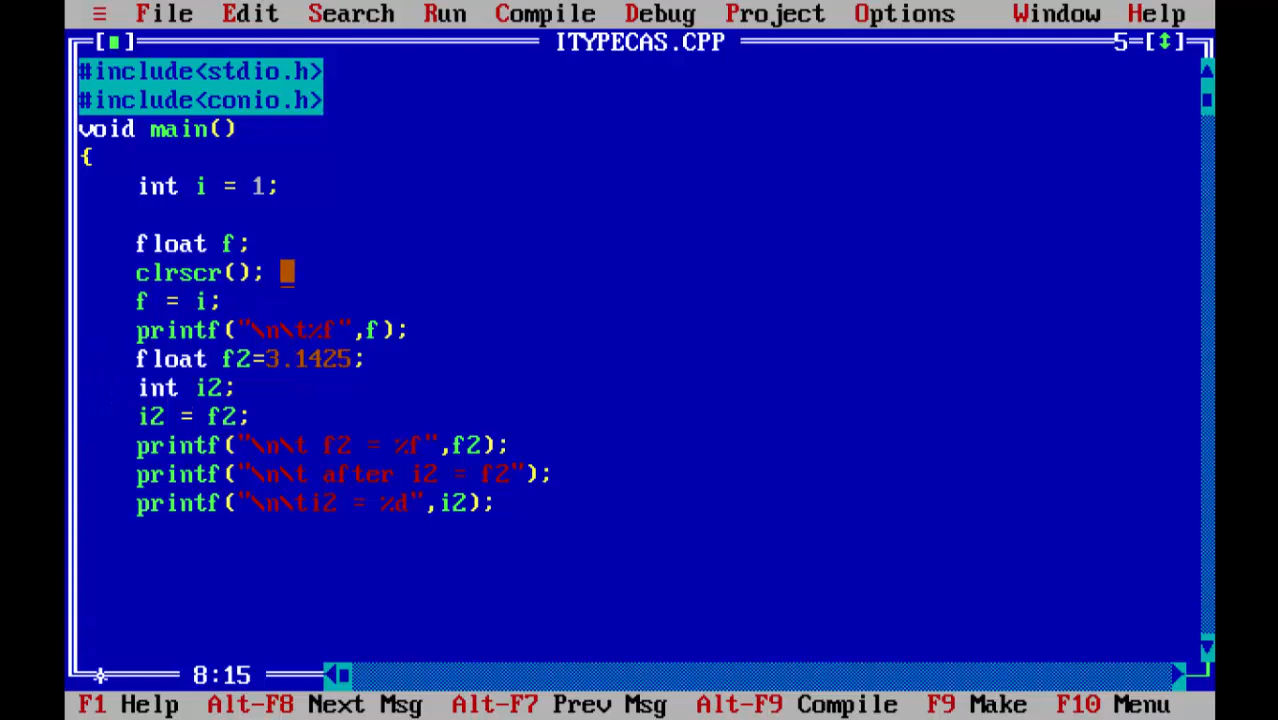 ≡ File Edit Search Run Compile Debug Project Options Window Help
[■] ITYPECAS.CPP 5=[↕]
#include<stdio.h>
#include<conio.h>
void main()
{
int i = 1;
float f;
clrscr();
f = i;
printf("\n\t%f",f);
float f2=3.1425;
int i2;
i2 = f2;
printf("\n\t f2 = %f",f2);
printf("\n\t after i2 = f2");
printf("\n\ti2 = %d",i2);
8:15
F1 Help Alt-F8 Next Msg Alt-F7 Prev Msg Alt-F9 Compile F9 Make F10 Menu